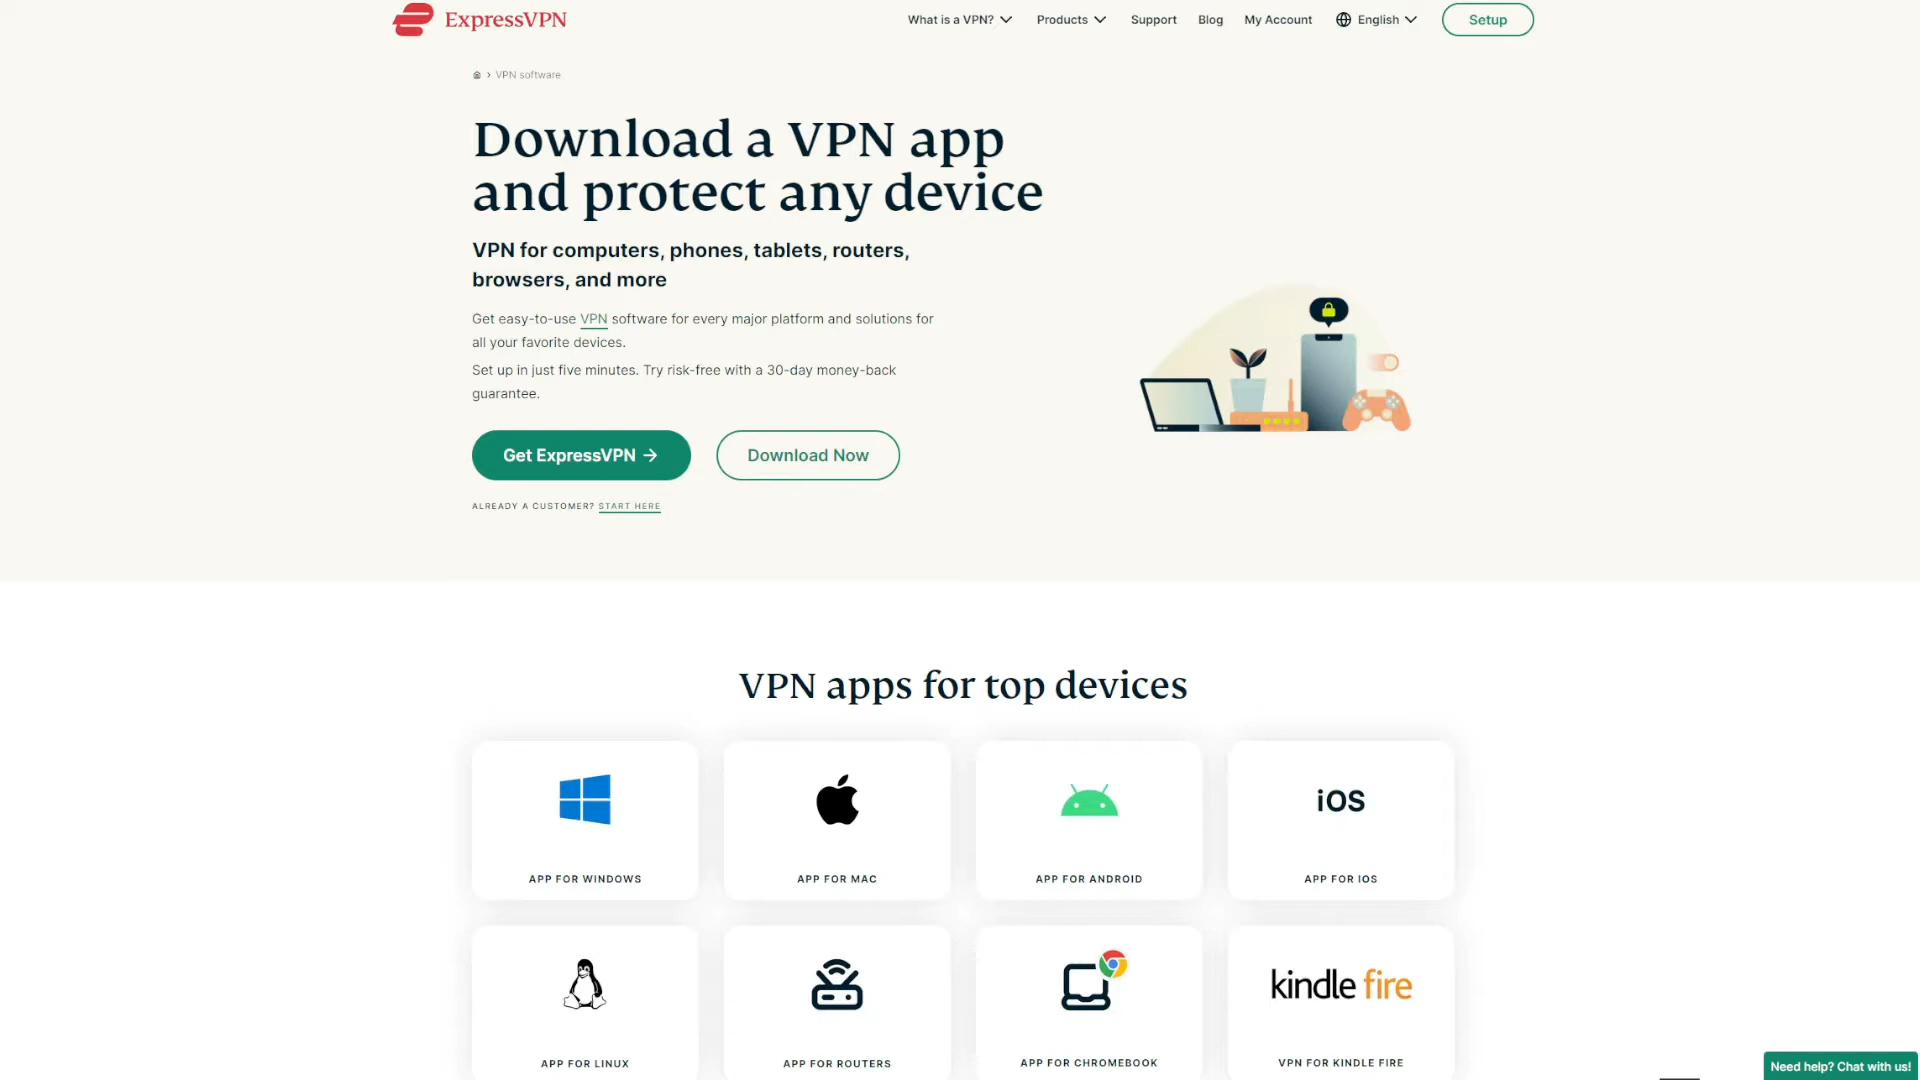 ExpressVPN
What is a VPN?
Products
Support
Blog
My Account
English
Setup
VPN software
Download a VPN app
and protect any device
VPN for computers, phones, tablets, routers,
browsers, and more
Get easy-to-use VPN software for every major platform and solutions for
all your favorite devices.
Set up in just five minutes. Try risk-free with a 30-day money-back
guarantee.
Get ExpressVPN
Download Now
ALREADY A CUSTOMER? START HERE
VPN apps for top devices
iOS
APP FOR WINDOWS
APP FOR MAC
APP FOR ANDROID
APP FOR IOS
kindle fire
APP FOR LINUX
APP FOR ROUTERS
APP FOR CHROMEBOOK
VPN FOR KINDLE FIRE
Need help? Chat with us!